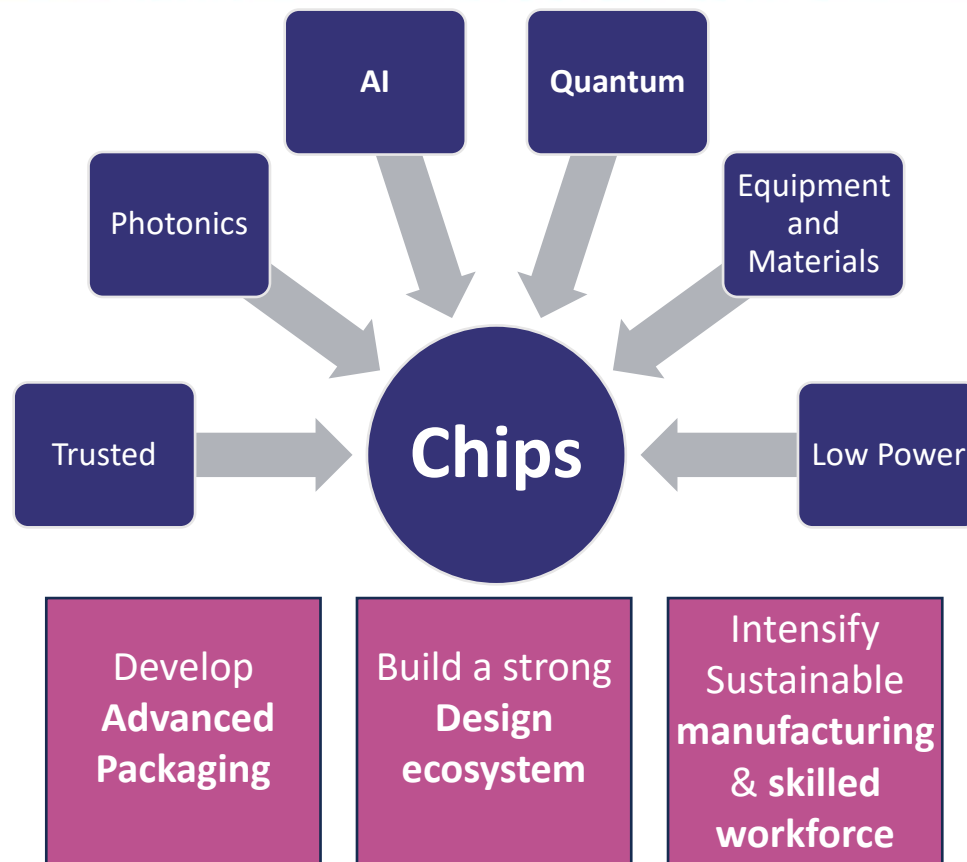 AI
Quantum
Photonics
Equipment
and
Materials
Trusted
Chips
Low Power
Develop
Advanced
Packaging
Build a strong
Design
ecosystem
Intensify
Sustainable
manufacturing
& skilled
workforce